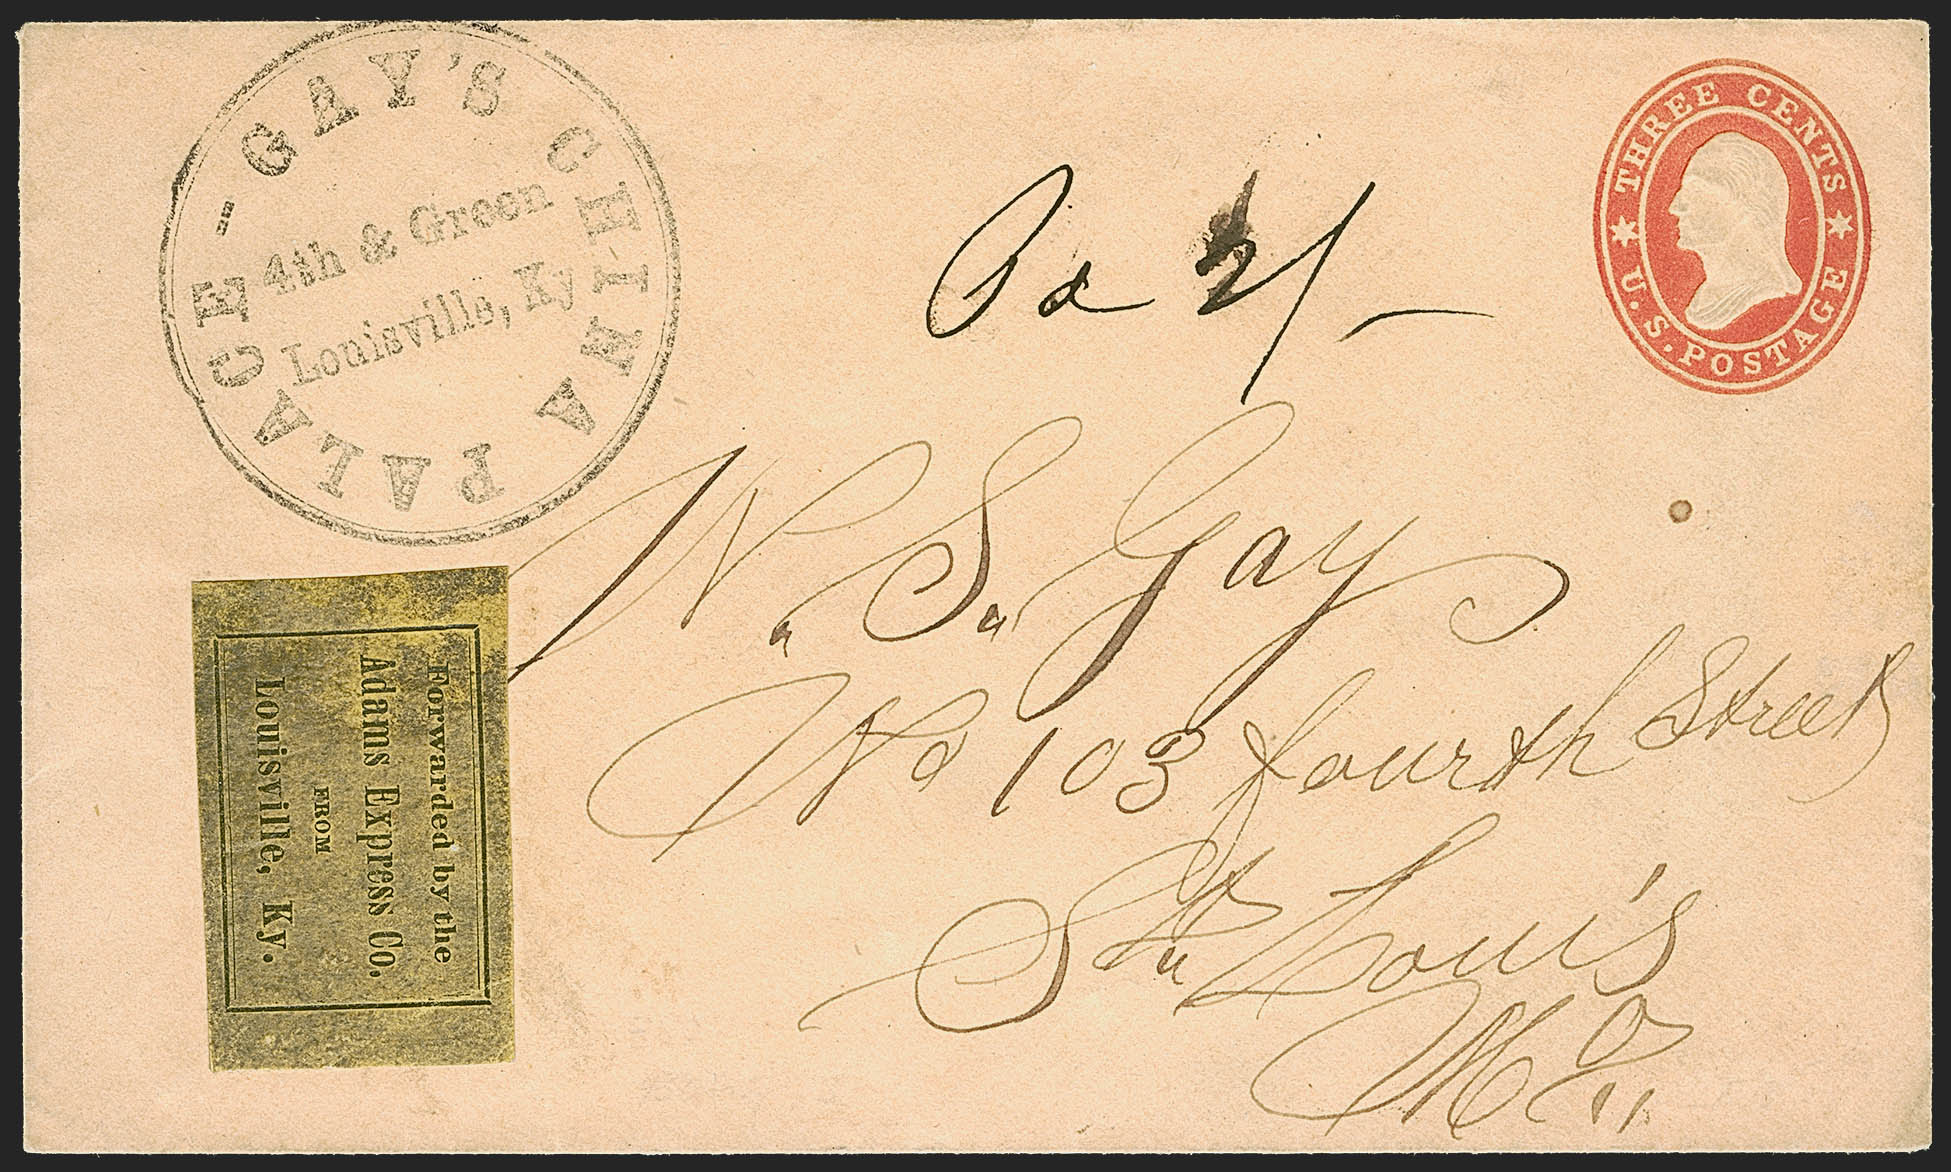 GAY'S CHINA PALACE -
4th & Green
Louisville, Ky
THREE CENTS
U.S. POSTAGE
Pd 2/-
W. S. Gay
No 103 fourth Street
St. Louis
Mo
Forwarded by the
Adams Express Co.
FROM
Louisville, Ky.